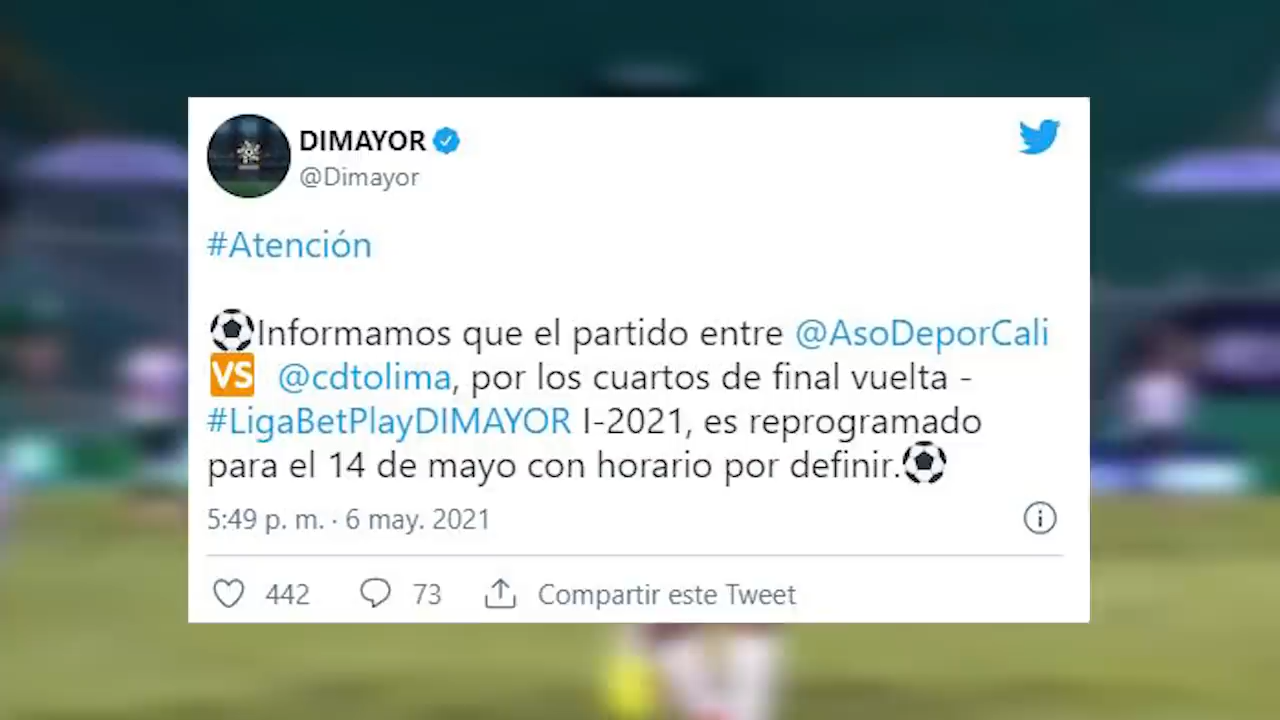 DIMAYOR
@Dimayor
#Atención
⚽Informamos que el partido entre @AsoDeporCali
🆚 @cdtolima, por los cuartos de final vuelta -
#LigaBetPlayDIMAYOR I-2021, es reprogramado
para el 14 de mayo con horario por definir.⚽
5:49 p. m. · 6 may. 2021
442 73 Compartir este Tweet